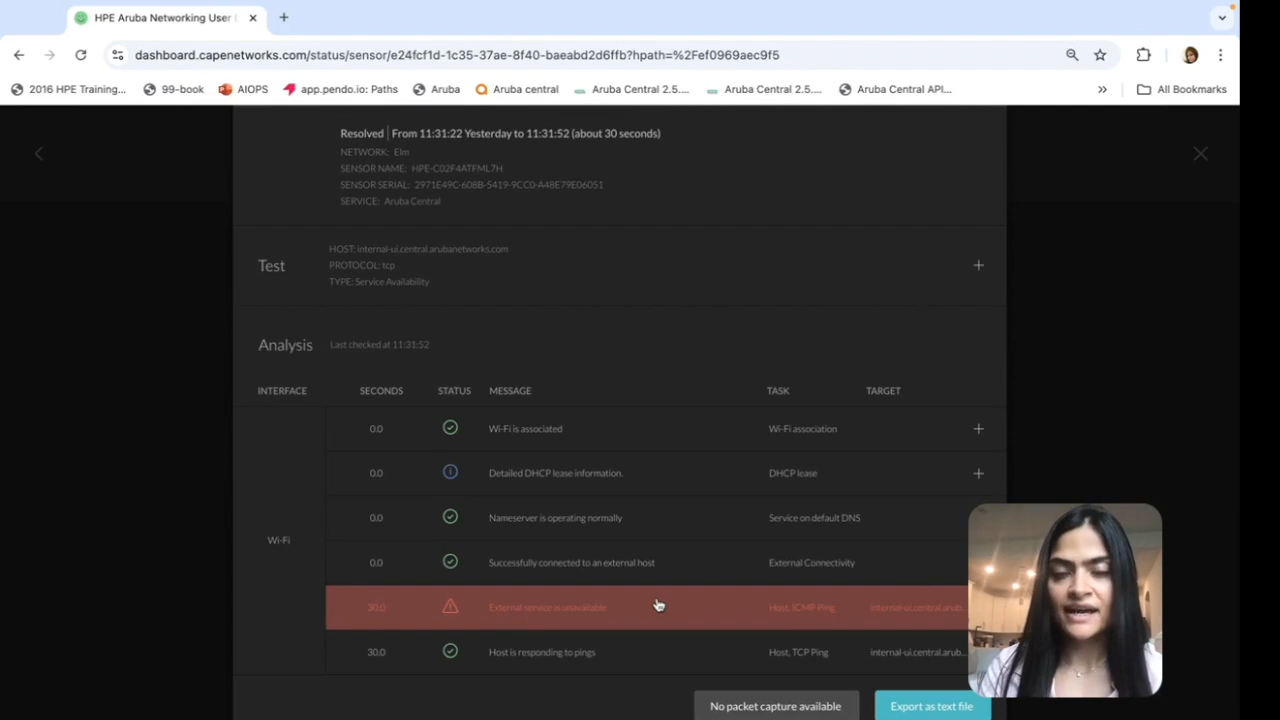 HPE Aruba Networking User
dashboard.capenetworks.com/status/sensor/e24fcf1d-1c35-37ae-8f40-baeabd2d6ffb?hpath=%2Fef0969aec9f5
2016 HPE Training... 99-book AIOPS app.pendo.io: Paths Aruba Aruba central Aruba Central 2.5.... Aruba Central 2.5.... Aruba Central API... All Bookmarks
Resolved | From 11:31:22 Yesterday to 11:31:52 (about 30 seconds)
NETWORK: Elm
SENSOR NAME: HPE-C02F4ATFML7H
SENSOR SERIAL: 2971E49C-608B-5419-9CC0-A48E79E06051
SERVICE: Aruba Central
Test
HOST: internal-ui.central.arubanetworks.com
PROTOCOL: tcp
TYPE: Service Availability
Analysis Last checked at 11:31:52
INTERFACE SECONDS STATUS MESSAGE TASK TARGET
Wi-Fi
0.0 Wi-Fi is associated Wi-Fi association
0.0 Detailed DHCP lease information. DHCP lease
0.0 Nameserver is operating normally Service on default DNS
0.0 Successfully connected to an external host External Connectivity
30.0 External service is unavailable Host, ICMP Ping internal-ui.central.arub...
30.0 Host is responding to pings Host, TCP Ping internal-ui.central.arub...
No packet capture available Export as text file